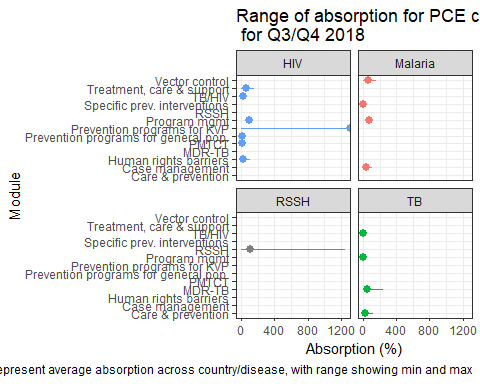 Range of absorption for PCE c
for Q3/Q4 2018
HIV
Malaria
Vector control
Treatment, care & support
TB/HIV
Specific prev. interventions
RSSH
Program mgmt
Prevention programs for KVP
Prevention programs for general non
PMTCT
MDR-TB
Human rights barriers
Case management
Care & prevention
RSSH
TB
Vector control
Treatment, care & support
TB/HIV
Specific prev. interventions
RSSH
Program mgmt
Prevention programs for KVP
Prevention programs for general non
PMTCT
MDR-TB
Human rights barriers
Case management
Care & prevention
Module
0 400 800 1200 0 400 800 1200
Absorption (%)
epresent average absorption across country/disease, with range showing min and max